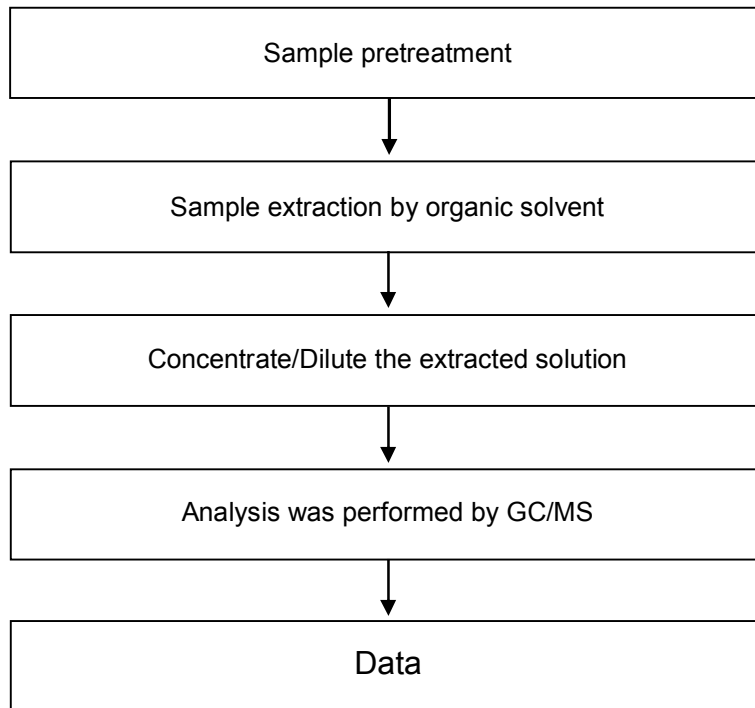 Sample pretreatment
Sample extraction by organic solvent
Concentrate/Dilute the extracted solution
Analysis was performed by GC/MS
Data